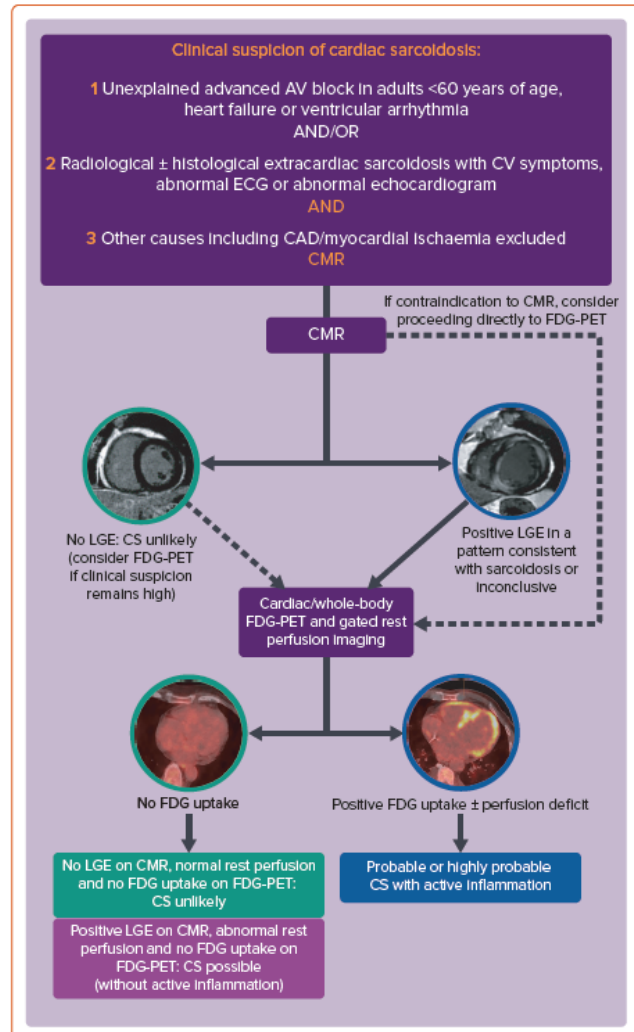 Clinical suspicion of cardiac sarcoidosis:
1 Unexplained advanced AV block in adults <60 years of age,
heart failure or ventricular arrhythmia
AND/OR
2 Radiological ± histological extracardiac sarcoidosis with CV symptoms,
abnormal ECG or abnormal echocardiogram
AND
3 Other causes including CAD/myocardial ischaemia excluded
CMR
If contraindication to CMR, consider
proceeding directly to FDG-PET
CMR
No LGE: CS unlikely
(consider FDG-PET
if clinical suspicion
remains high)
Positive LGE in a
pattern consistent
with sarcoidosis or
inconclusive
Cardiac/whole-body
FDG-PET and gated rest
perfusion imaging
No FDG uptake
Positive FDG uptake ± perfusion deficit
No LGE on CMR, normal rest perfusion
and no FDG uptake on FDG-PET:
CS unlikely
Probable or highly probable
CS with active inflammation
Positive LGE on CMR, abnormal rest
perfusion and no FDG uptake on
FDG-PET: CS possible
(without active inflammation)